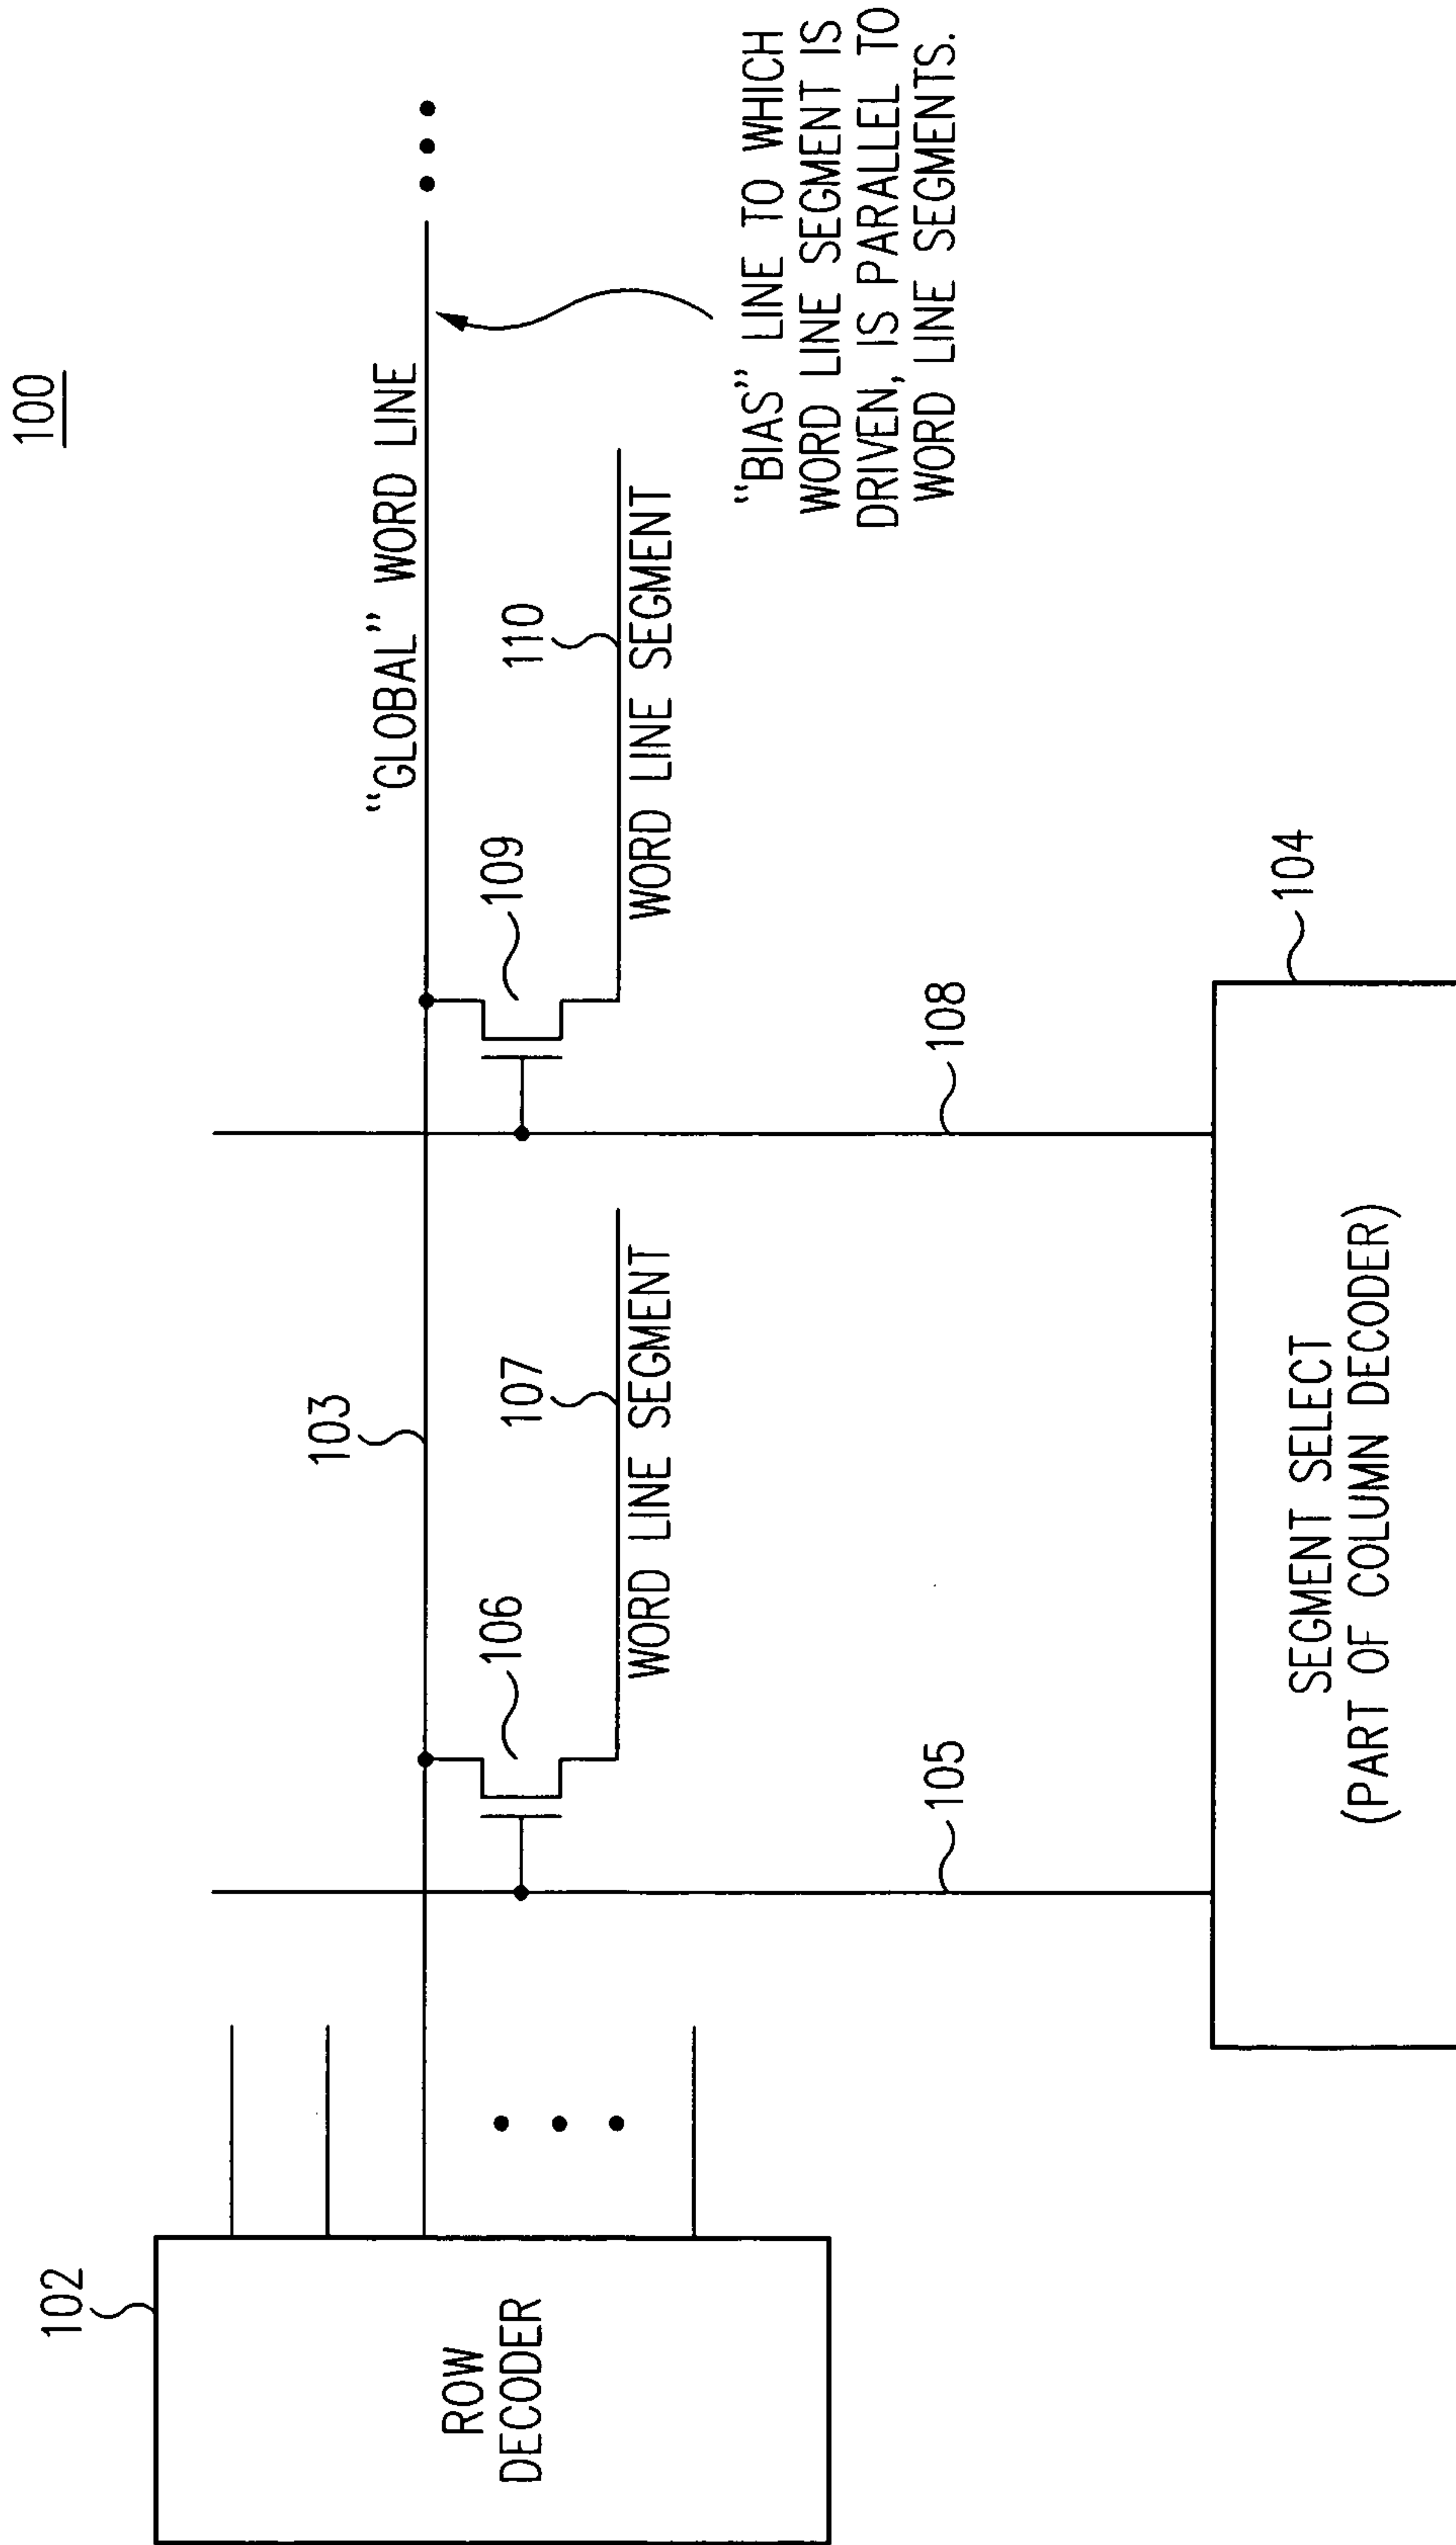 100
"GLOBAL" WORD LINE
103
109
106
110
WORD LINE SEGMENT
107
WORD LINE SEGMENT
"BIAS" LINE TO WHICH
WORD LINE SEGMENT IS
DRIVEN, IS PARALLEL TO
WORD LINE SEGMENTS.
102
ROW
DECODER
105
108
104
SEGMENT SELECT
(PART OF COLUMN DECODER)